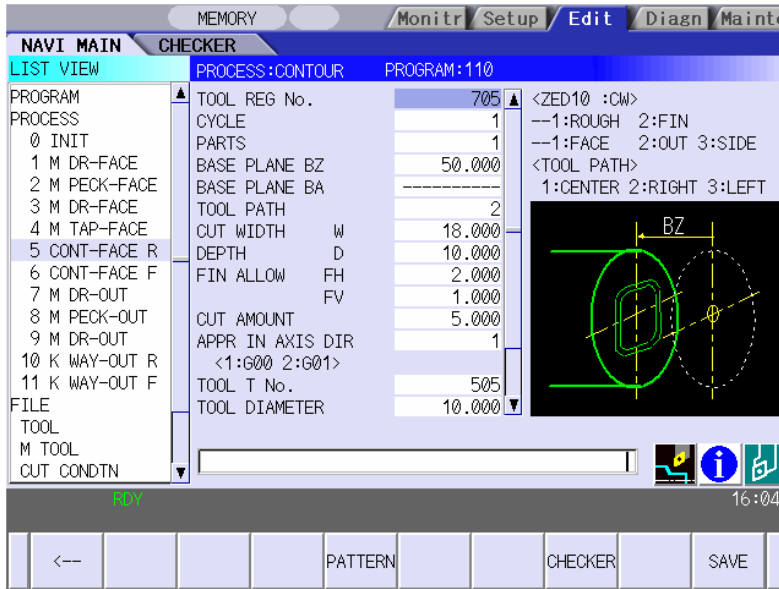 MEMORY
Monitr Setup Edit Diagn Mainte
NAVI MAIN CHECKER
LIST VIEW
PROCESS:CONTOUR PROGRAM:110
PROGRAM
PROCESS
0 INIT
1 M DR-FACE
2 M PECK-FACE
3 M DR-FACE
4 M TAP-FACE
5 CONT-FACE R
6 CONT-FACE F
7 M DR-OUT
8 M PECK-OUT
9 M DR-OUT
10 K WAY-OUT R
11 K WAY-OUT F
FILE
TOOL
M TOOL
CUT CONDTN
TOOL REG No. 705
CYCLE 1
PARTS 1
BASE PLANE BZ 50.000
BASE PLANE BA ----------
TOOL PATH 2
CUT WIDTH W 18.000
DEPTH D 10.000
FIN ALLOW FH 2.000
FV 1.000
CUT AMOUNT 5.000
APPR IN AXIS DIR 1
<1:G00 2:G01>
TOOL T No. 505
TOOL DIAMETER 10.000
<ZED10 :CW>
--1:ROUGH 2:FIN
--1:FACE 2:OUT 3:SIDE
<TOOL PATH>
1:CENTER 2:RIGHT 3:LEFT
BZ
RDY
16:04
<-- PATTERN CHECKER SAVE